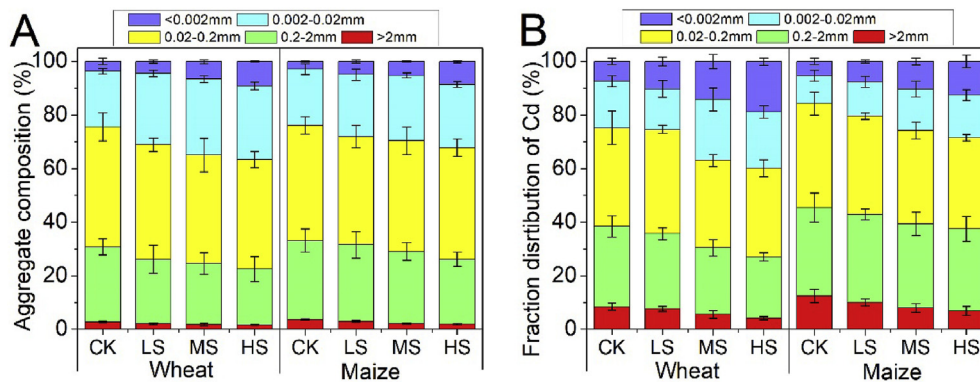 A
<0.002mm 0.002-0.02mm
0.02-0.2mm 0.2-2mm >2mm
Aggregate composition (%)
100
80
60
40
20
0
CK LS MS HS CK LS MS HS
Wheat Maize
B
<0.002mm 0.002-0.02mm
0.02-0.2mm 0.2-2mm >2mm
Fraction disrtibution of Cd (%)
100
80
60
40
20
0
CK LS MS HS CK LS MS HS
Wheat Maize